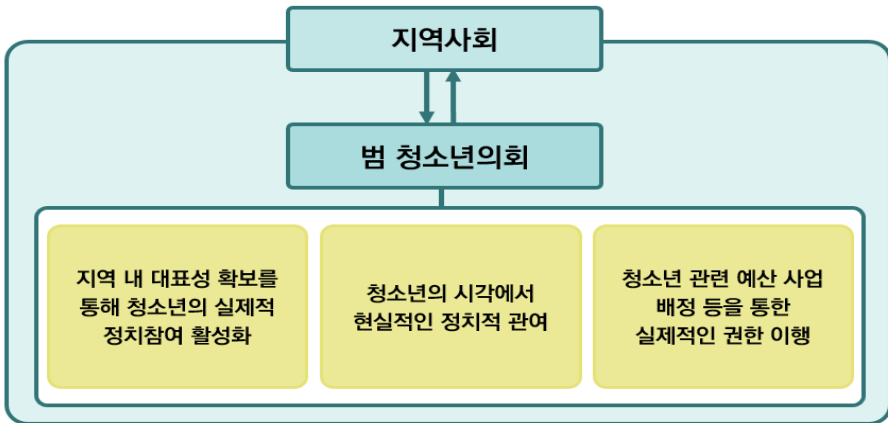 지역사회
범 청소년의회
지역 내 대표성 확보를
통해 청소년의 실제적
정치참여 활성화
청소년의 시각에서
현실적인 정치적 관여
청소년 관련 예산 사업
배정 등을 통한
실제적인 권한 이행